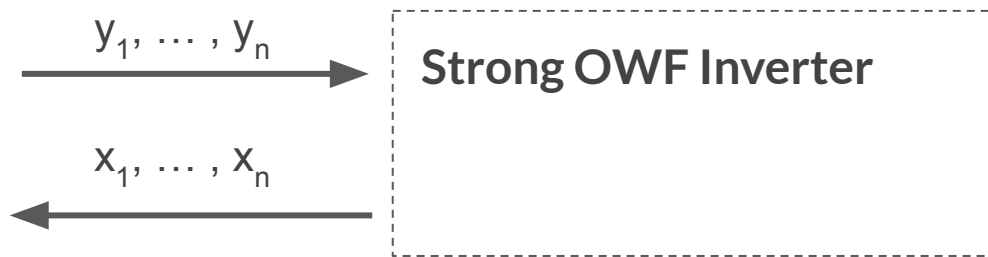 y₁, … , yₙ
Strong OWF Inverter
x₁, … , xₙ